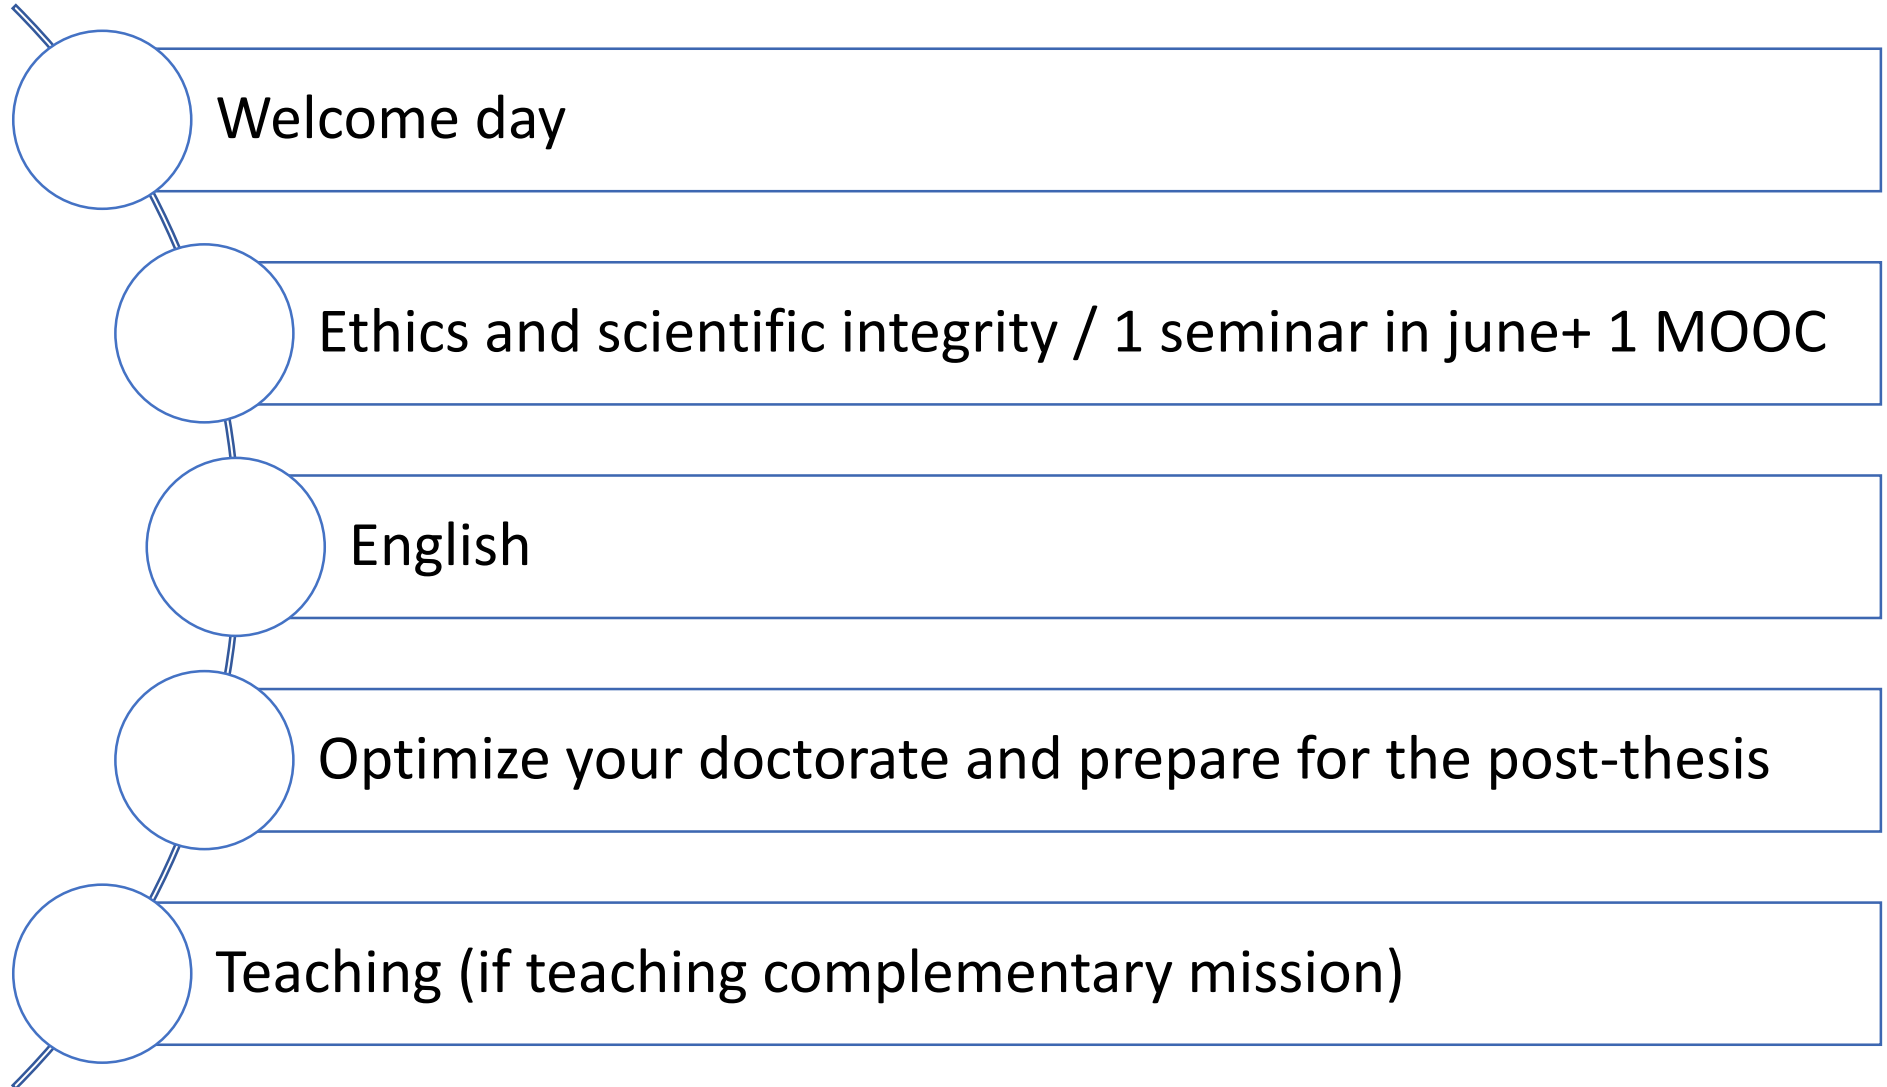 Welcome day
Ethics and scientific integrity / 1 seminar in june+ 1 MOOC
English
Optimize your doctorate and prepare for the post-thesis
Teaching (if teaching complementary mission)